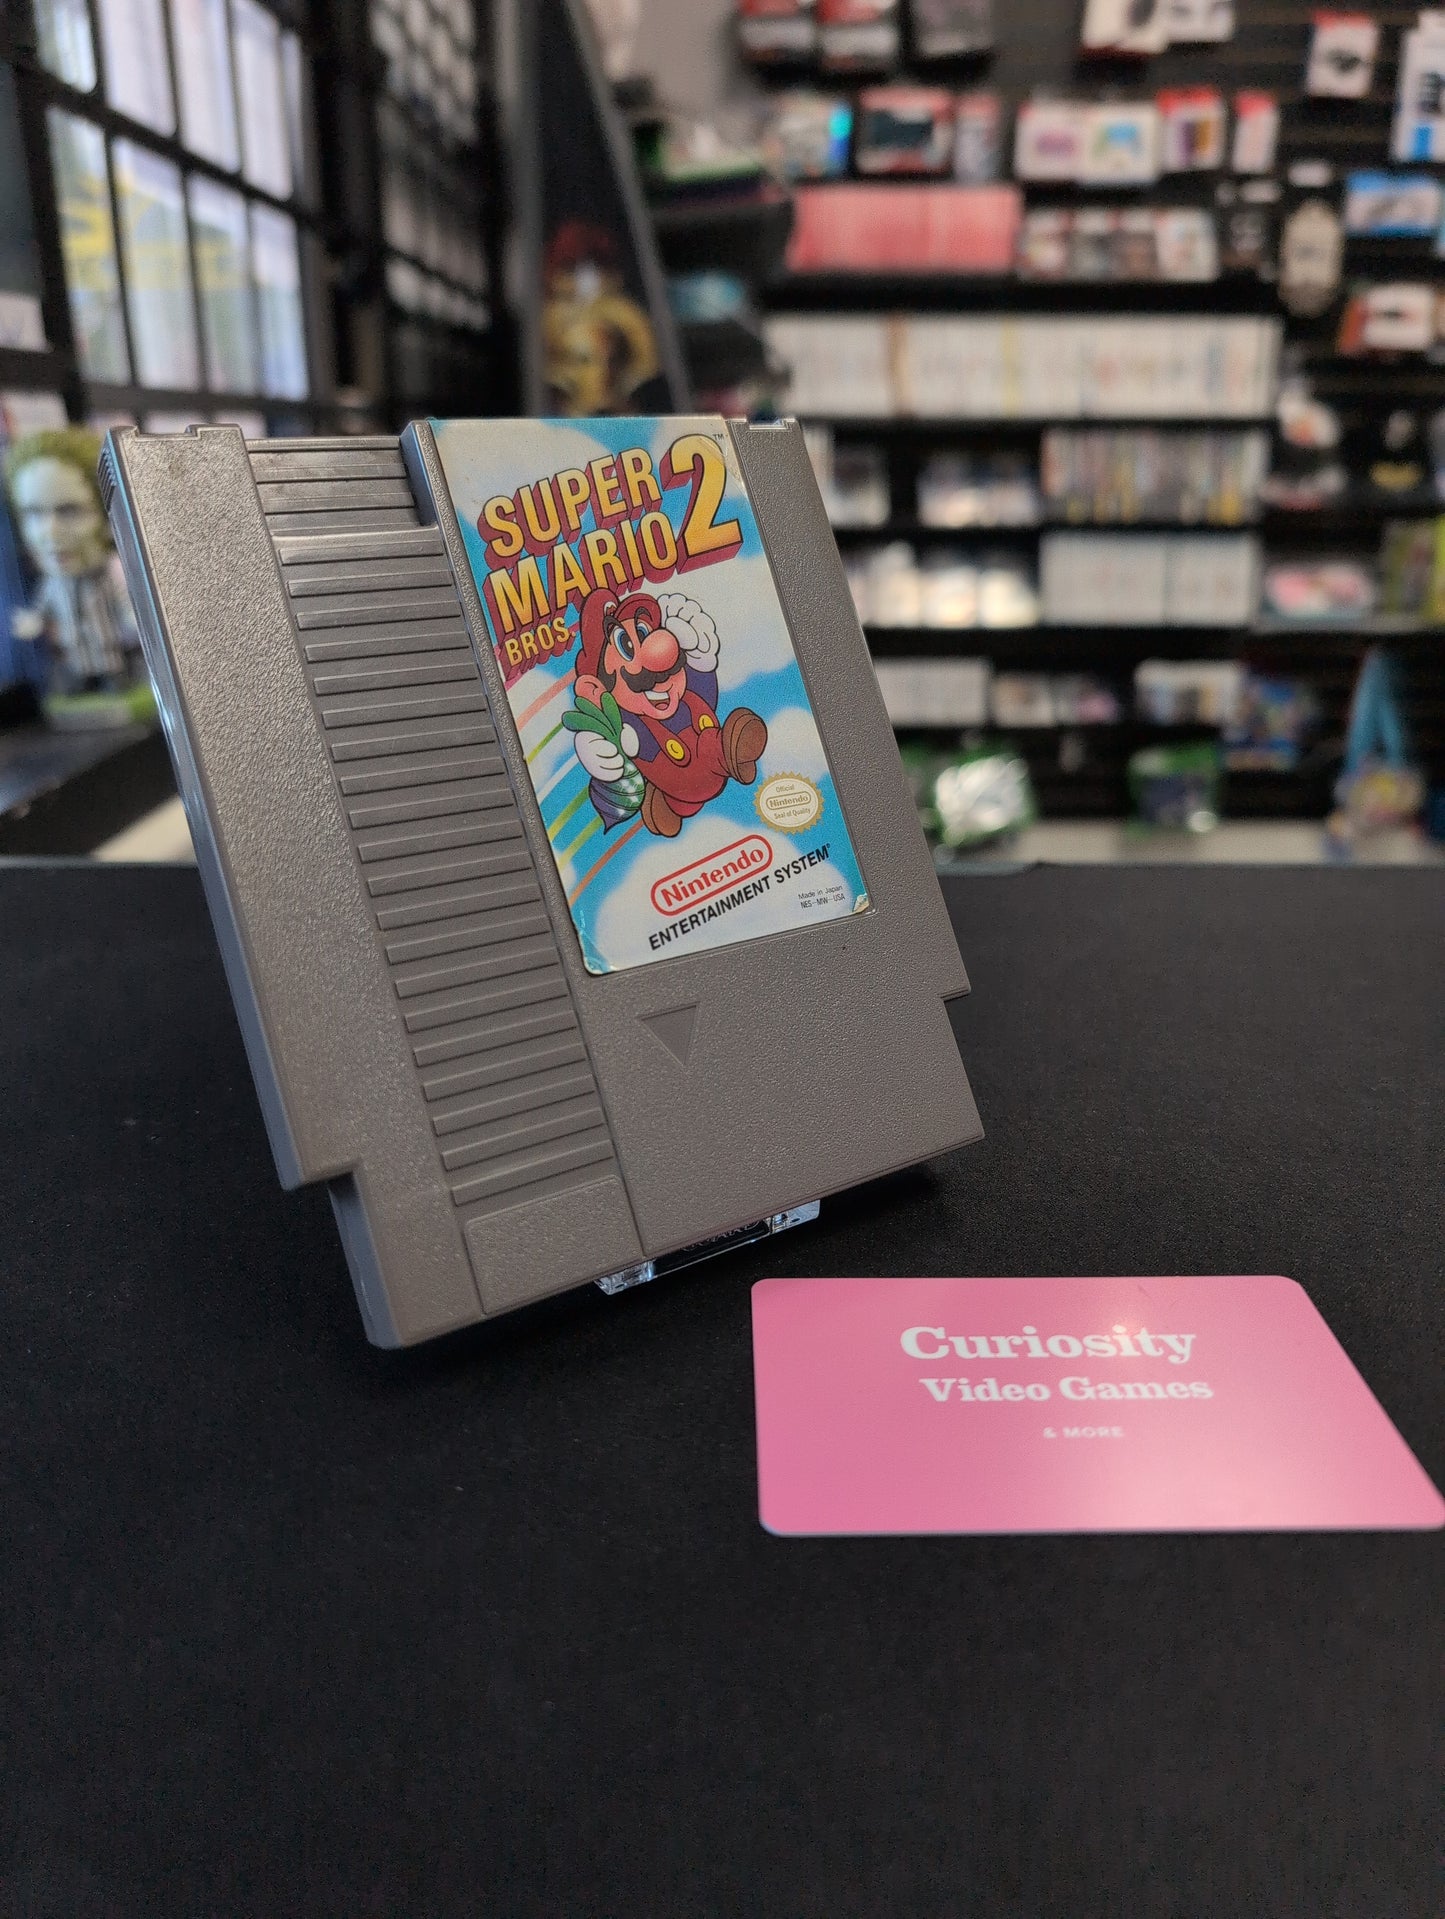 SUPER
MARIO 2™
BROS.
Official
Nintendo
Seal of Quality
Nintendo
ENTERTAINMENT SYSTEM®
Made in Japan
NES-MW-USA
Curiosity
Video Games
& MORE